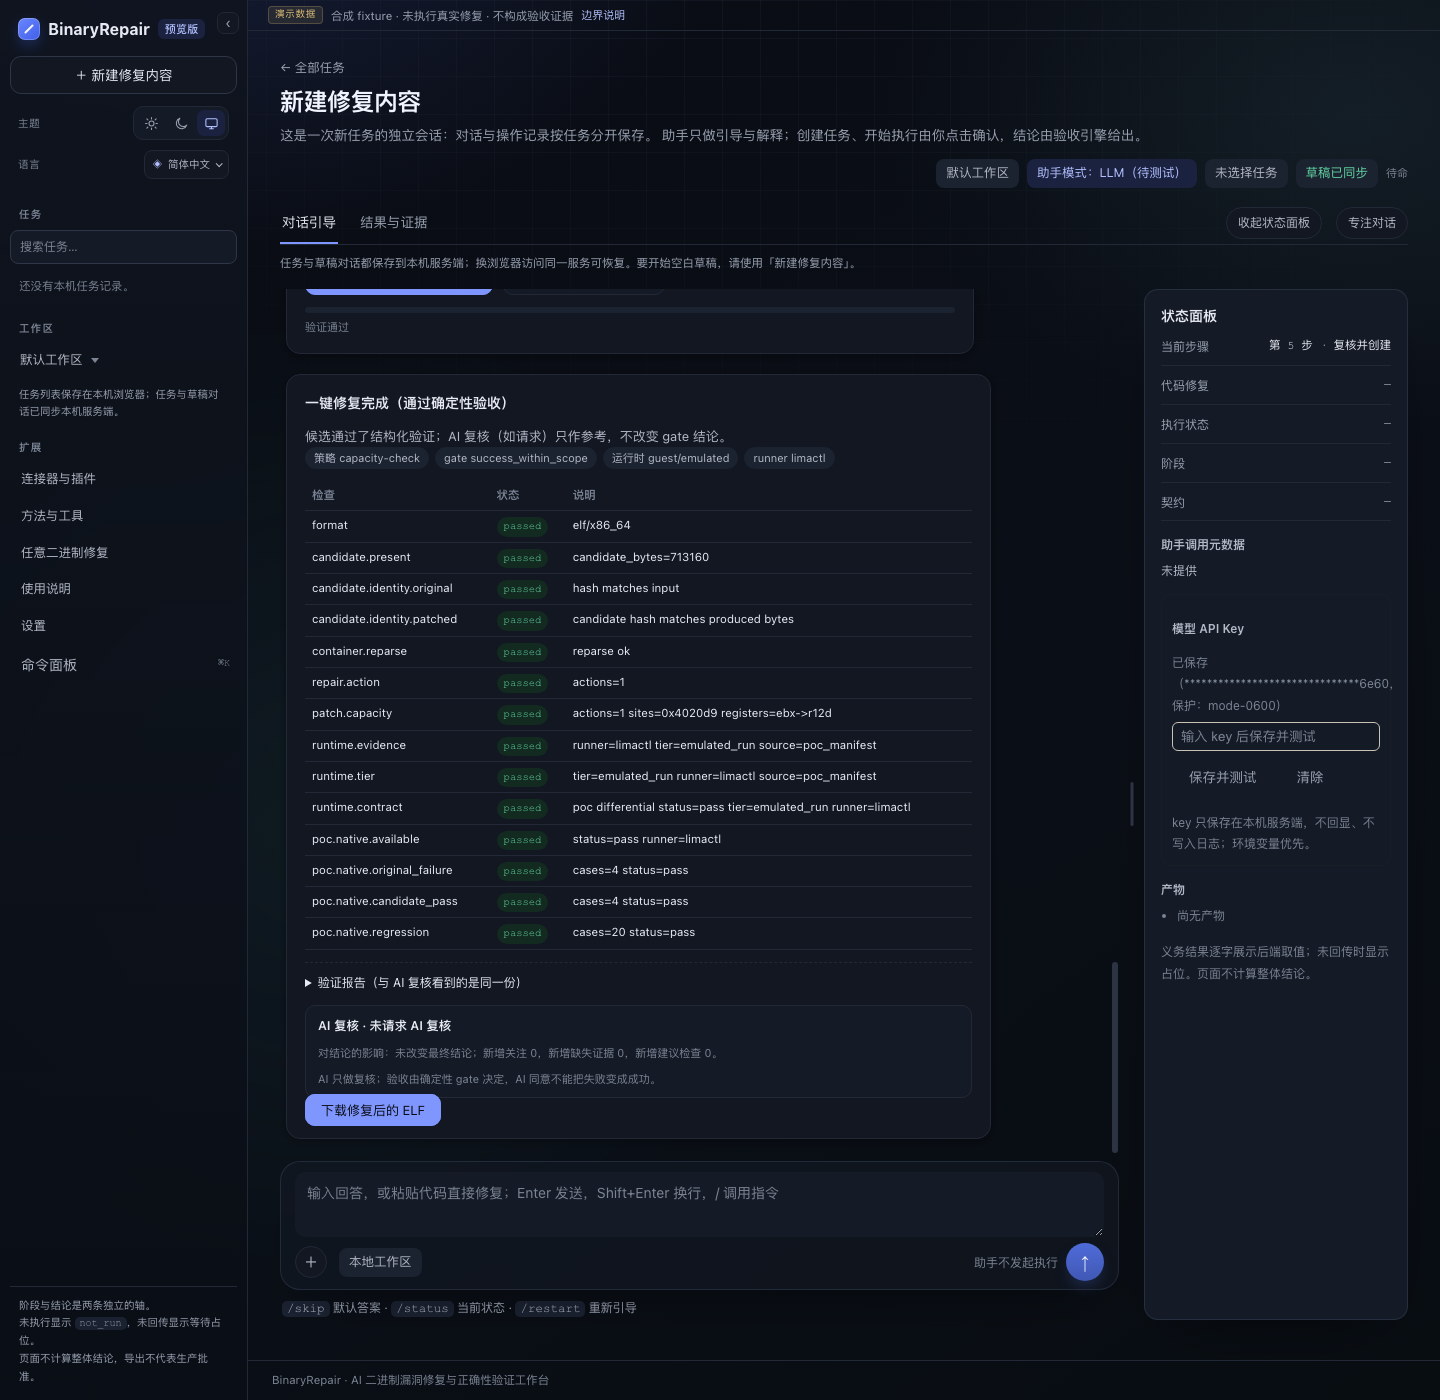 BinaryRepair 预览版
+ 新建修复内容
主题
语言 简体中文
任务
搜索任务...
还没有本机任务记录。
工作区
默认工作区
任务列表保存在本机浏览器；任务与草稿对
话已同步本机服务端。
扩展
连接器与插件
方法与工具
任意二进制修复
使用说明
设置
命令面板 ⌘K
阶段与结论是两条独立的轴。
未执行显示 not_run，未回传显示等待占
位。
页面不计算整体结论，导出不代表生产批
准。
演示数据 合成 fixture · 未执行真实修复 · 不构成验收证据 边界说明
← 全部任务
新建修复内容
这是一次新任务的独立会话：对话与操作记录按任务分开保存。 助手只做引导与解释；创建任务、开始执行由你点击确认，结论由验收引擎给出。
默认工作区 助手模式：LLM（待测试） 未选择任务 草稿已同步 待命
对话引导 结果与证据 收起状态面板 专注对话
任务与草稿对话都保存到本机服务端；换浏览器访问同一服务可恢复。要开始空白草稿，请使用「新建修复内容」。
验证通过
一键修复完成（通过确定性验收）
候选通过了结构化验证；AI 复核（如请求）只作参考，不改变 gate 结论。
策略 capacity-check gate success_within_scope 运行时 guest/emulated runner limactl
检查 状态 说明
format passed elf/x86_64
candidate.present passed candidate_bytes=713160
candidate.identity.original passed hash matches input
candidate.identity.patched passed candidate hash matches produced bytes
container.reparse passed reparse ok
repair.action passed actions=1
patch.capacity passed actions=1 sites=0x4020d9 registers=ebx->r12d
runtime.evidence passed runner=limactl tier=emulated_run source=poc_manifest
runtime.tier passed tier=emulated_run runner=limactl source=poc_manifest
runtime.contract passed poc differential status=pass tier=emulated_run runner=limactl
poc.native.available passed status=pass runner=limactl
poc.native.original_failure passed cases=4 status=pass
poc.native.candidate_pass passed cases=4 status=pass
poc.native.regression passed cases=20 status=pass
▶ 验证报告（与 AI 复核看到的是同一份）
AI 复核 · 未请求 AI 复核
对结论的影响：未改变最终结论；新增关注 0，新增缺失证据 0，新增建议检查 0。
AI 只做复核；验收由确定性 gate 决定，AI 同意不能把失败变成成功。
下载修复后的 ELF
输入回答，或粘贴代码直接修复；Enter 发送，Shift+Enter 换行，/ 调用指令
+ 本地工作区 助手不发起执行 ↑
/skip 默认答案 · /status 当前状态 · /restart 重新引导
状态面板
当前步骤 第 5 步 · 复核并创建
代码修复 —
执行状态 —
阶段 —
契约 —
助手调用元数据
未提供
模型 API Key
已保存
（********************************6e60,
保护：mode-0600）
输入 key 后保存并测试
保存并测试 清除
key 只保存在本机服务端，不回显、不
写入日志；环境变量优先。
产物
• 尚无产物
义务结果逐字展示后端取值；未回传时显示
占位。页面不计算整体结论。
BinaryRepair · AI 二进制漏洞修复与正确性验证工作台